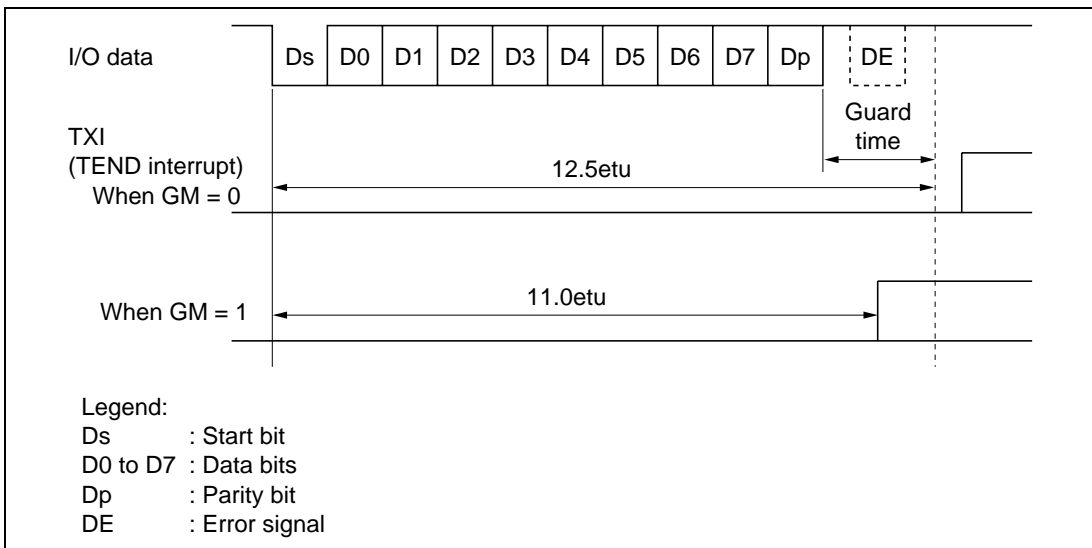 I/O data
Ds D0 D1 D2 D3 D4 D5 D6 D7 Dp DE
Guard
time
TXI
(TEND interrupt)
When GM = 0
12.5etu
When GM = 1
11.0etu
Legend:
Ds : Start bit
D0 to D7 : Data bits
Dp : Parity bit
DE : Error signal